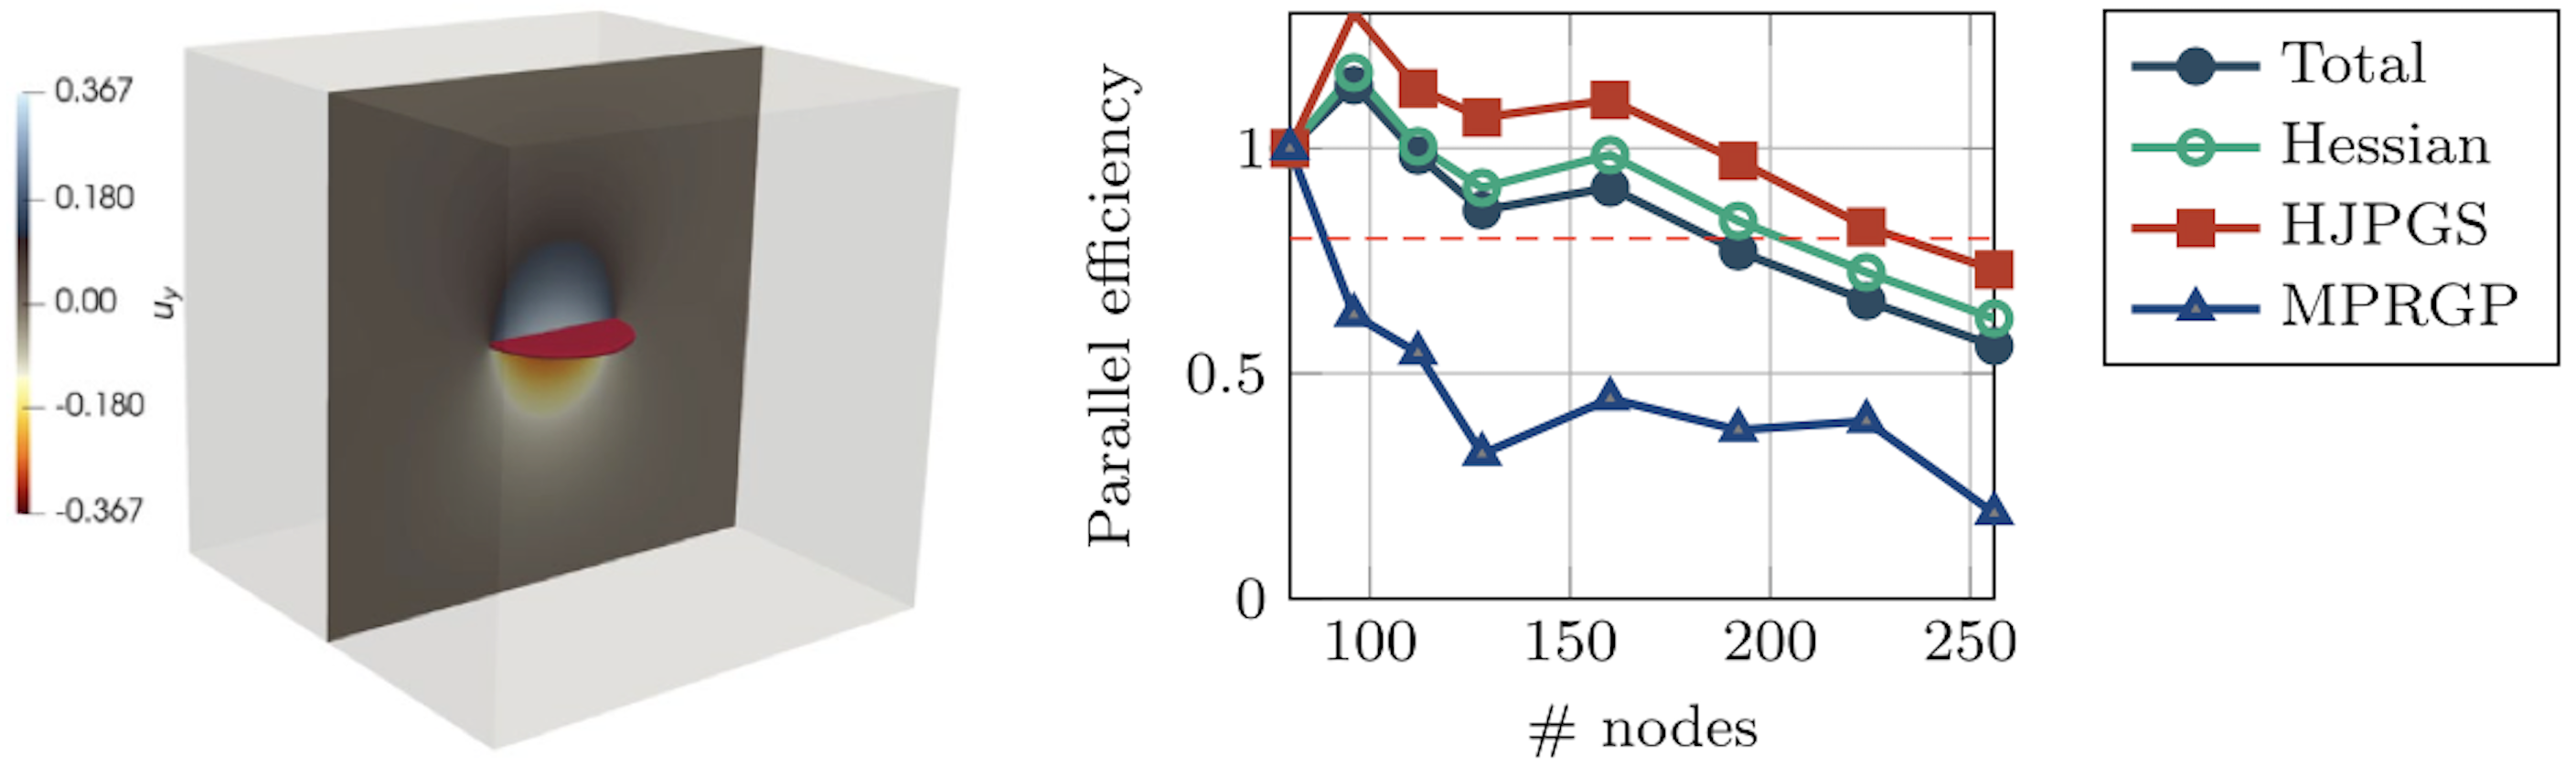 0.367
0.180
0.00
-0.180
-0.367
u_y
Parallel efficiency
1
0.5
0
100 150 200 250
# nodes
Total
Hessian
HJPGS
MPRGP